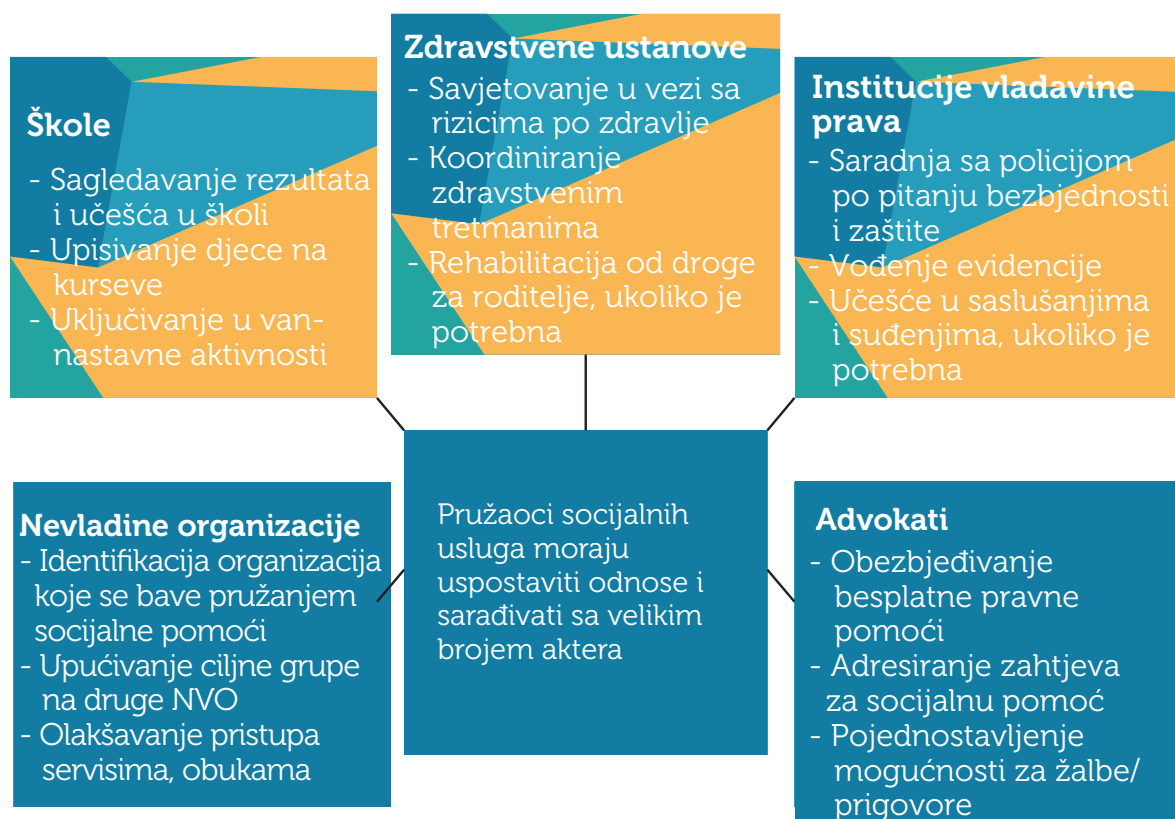 Škole
- Sagledavanje rezultata
i učešća u školi
- Upisivanje djece na
kurseve
- Uključivanje u van-
nastavne aktivnosti
Zdravstvene ustanove
- Savjetovanje u vezi sa
rizicima po zdravlje
- Koordiniranje
zdravstvenim
tretmanima
- Rehabilitacija od droge
za roditelje, ukoliko je
potrebna
Institucije vladavine
prava
- Saradnja sa policijom
po pitanju bezbjednosti
i zaštite
- Vođenje evidencije
- Učešće u saslušanjima
i suđenjima, ukoliko je
potrebna
Nevladine organizacije
- Identifikacija organizacija
koje se bave pružanjem
socijalne pomoći
- Upućivanje ciljne grupe
na druge NVO
- Olakšavanje pristupa
servisima, obukama
Pružaoci socijalnih
usluga moraju
uspostaviti odnose i
sarađivati sa velikim
brojem aktera
Advokati
- Obezbjeđivanje
besplatne pravne
pomoći
- Adresiranje zahtjeva
za socijalnu pomoć
- Pojednostavljenje
mogućnosti za žalbe/
prigovore